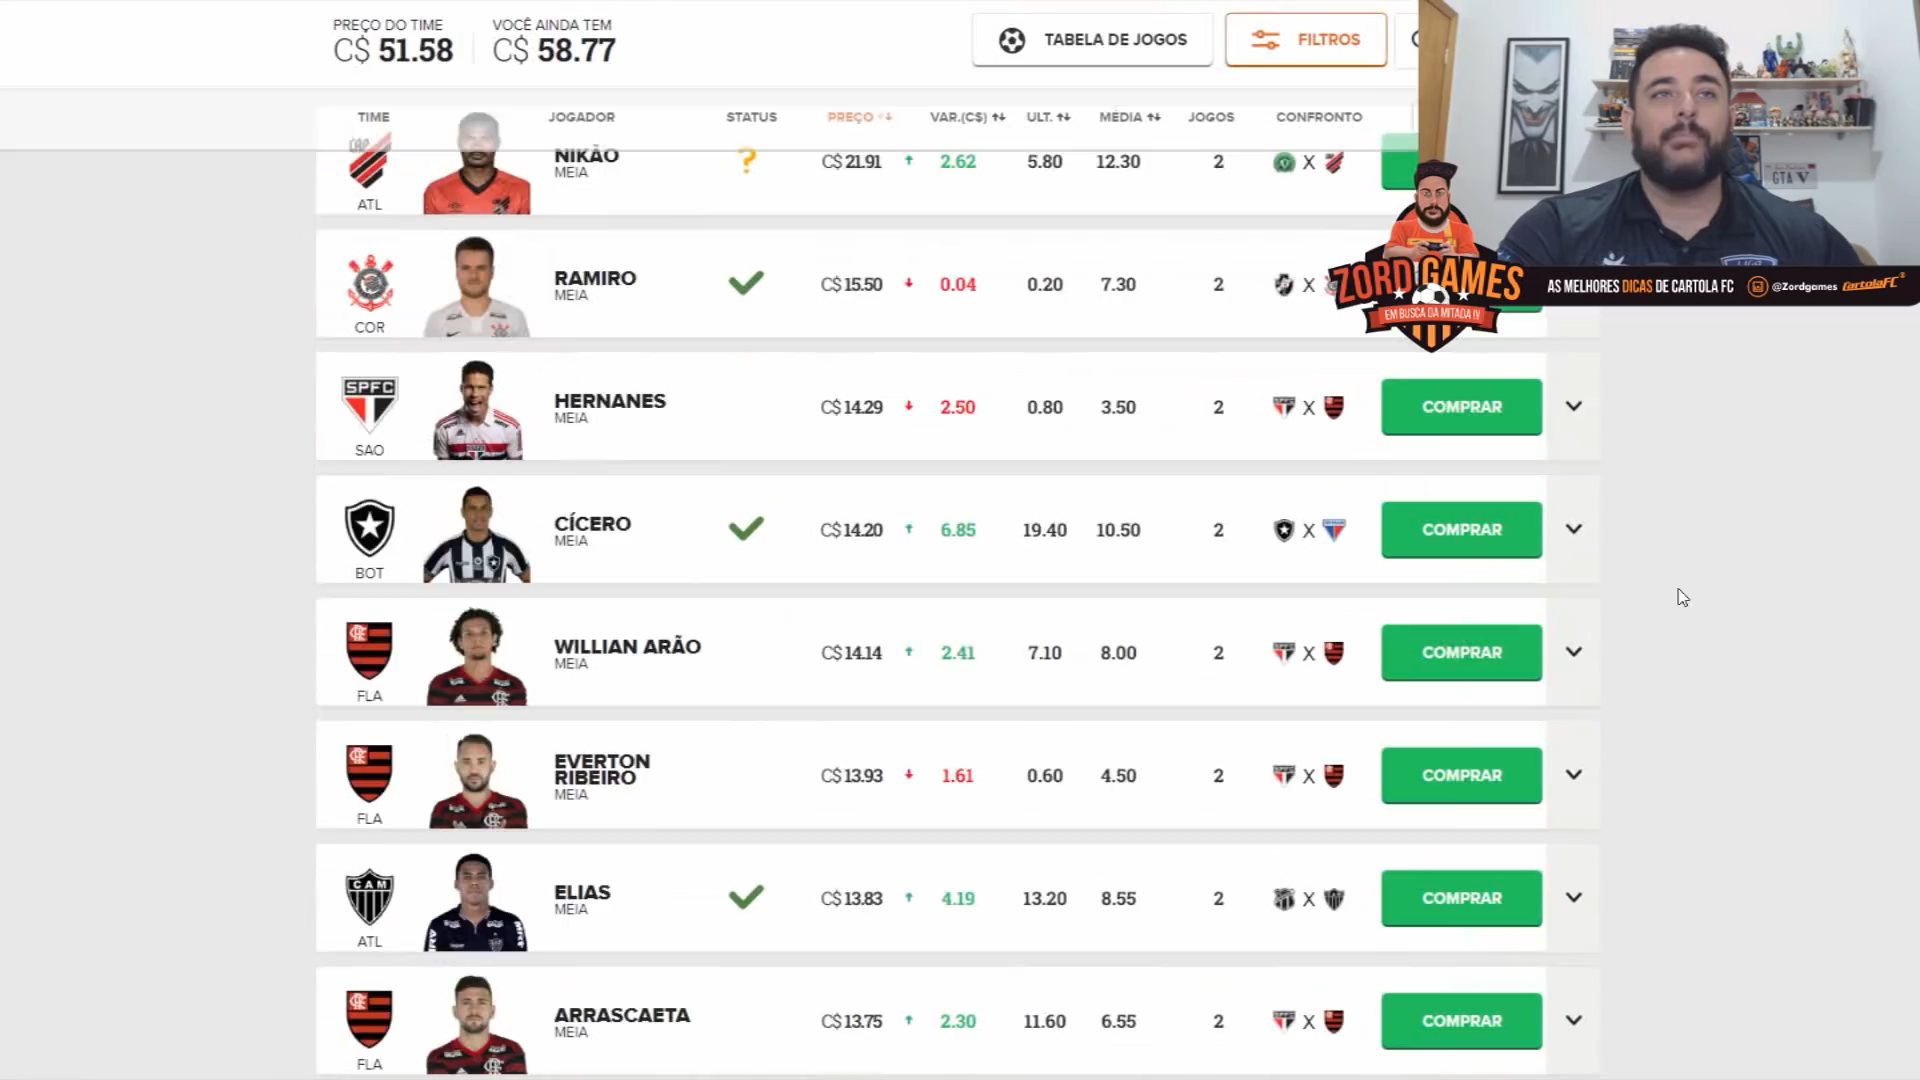 PREÇO DO TIME VOCÊ AINDA TEM
C$ 51.58 C$ 58.77
TABELA DE JOGOS FILTROS
TIME JOGADOR STATUS PREÇO VAR.(C$) ULT. MÉDIA JOGOS CONFRONTO
CAP NIKÃO ? C$ 21.91 2.62 5.80 12.30 2 X
MEIA
ATL
RAMIRO C$ 15.50 0.04 0.20 7.30 2 X
MEIA
COR
SPFC HERNANES C$ 14.29 2.50 0.80 3.50 2 X COMPRAR
MEIA
SAO
CÍCERO C$ 14.20 6.85 19.40 10.50 2 X COMPRAR
MEIA
BOT
WILLIAN ARÃO C$ 14.14 2.41 7.10 8.00 2 X COMPRAR
MEIA
FLA
EVERTON
RIBEIRO C$ 13.93 1.61 0.60 4.50 2 X COMPRAR
MEIA
FLA
CAM ELIAS C$ 13.83 4.19 13.20 8.55 2 X COMPRAR
MEIA
ATL
ARRASCAETA C$ 13.75 2.30 11.60 6.55 2 X COMPRAR
MEIA
FLA
GTA V
ZORD GAMES
EM BUSCA DA MITADA !!!
AS MELHORES DICAS DE CARTOLA FC @Zordgames CartolaFC